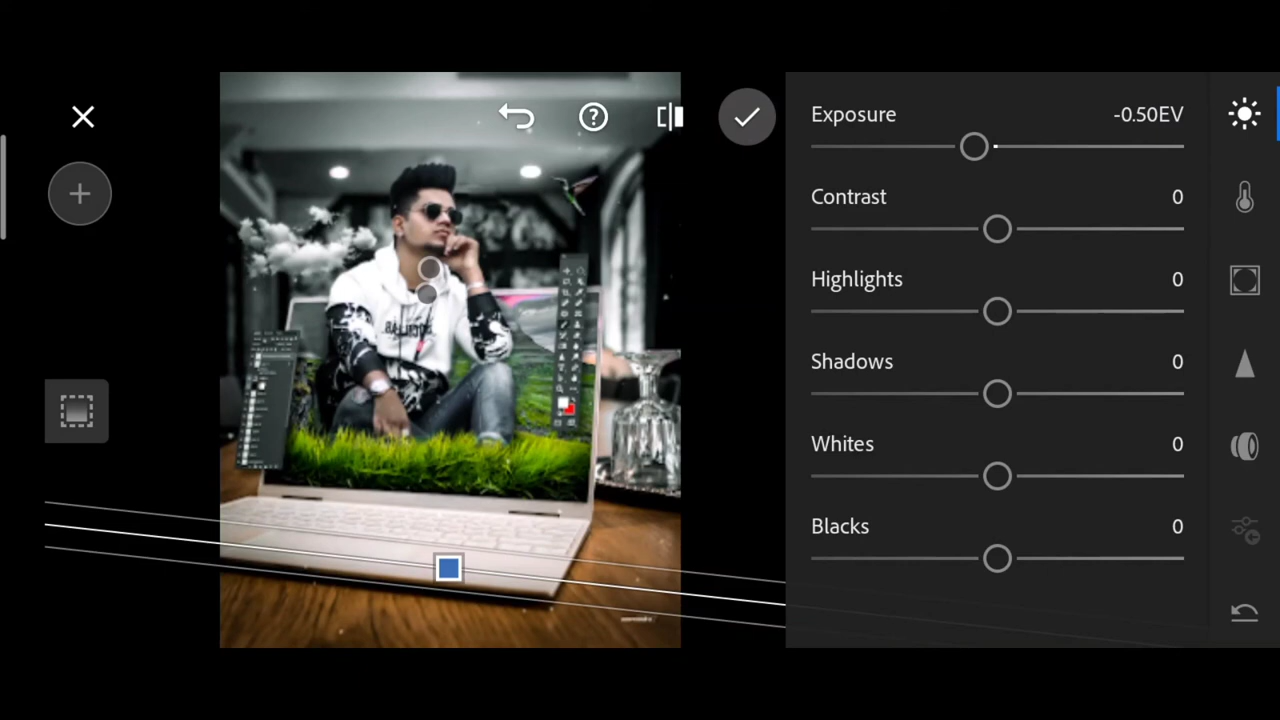 Exposure -0.50EV
Contrast 0
Highlights 0
Shadows 0
Whites 0
Blacks 0